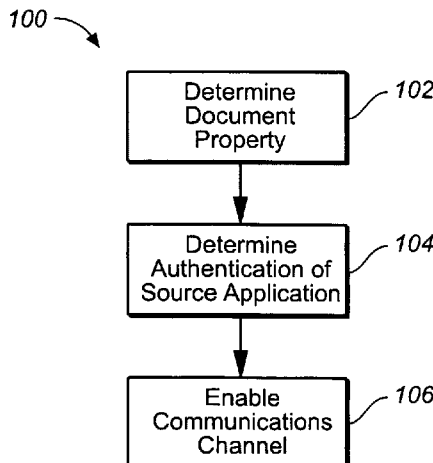 100
Determine
Document
Property
102
Determine
Authentication of
Source Application
104
Enable
Communications
Channel
106